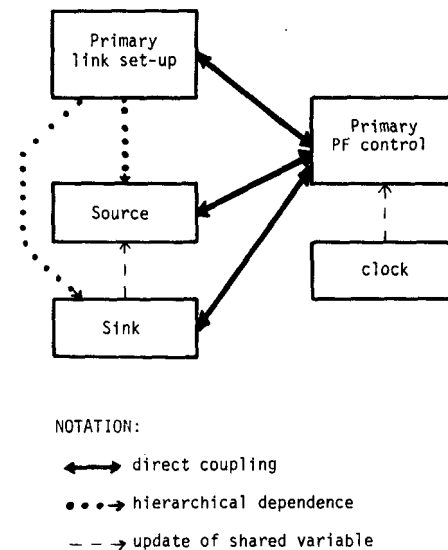 Primary
link set-up
Primary
PF control
Source
clock
Sink
NOTATION:
direct coupling
hierarchical dependence
update of shared variable